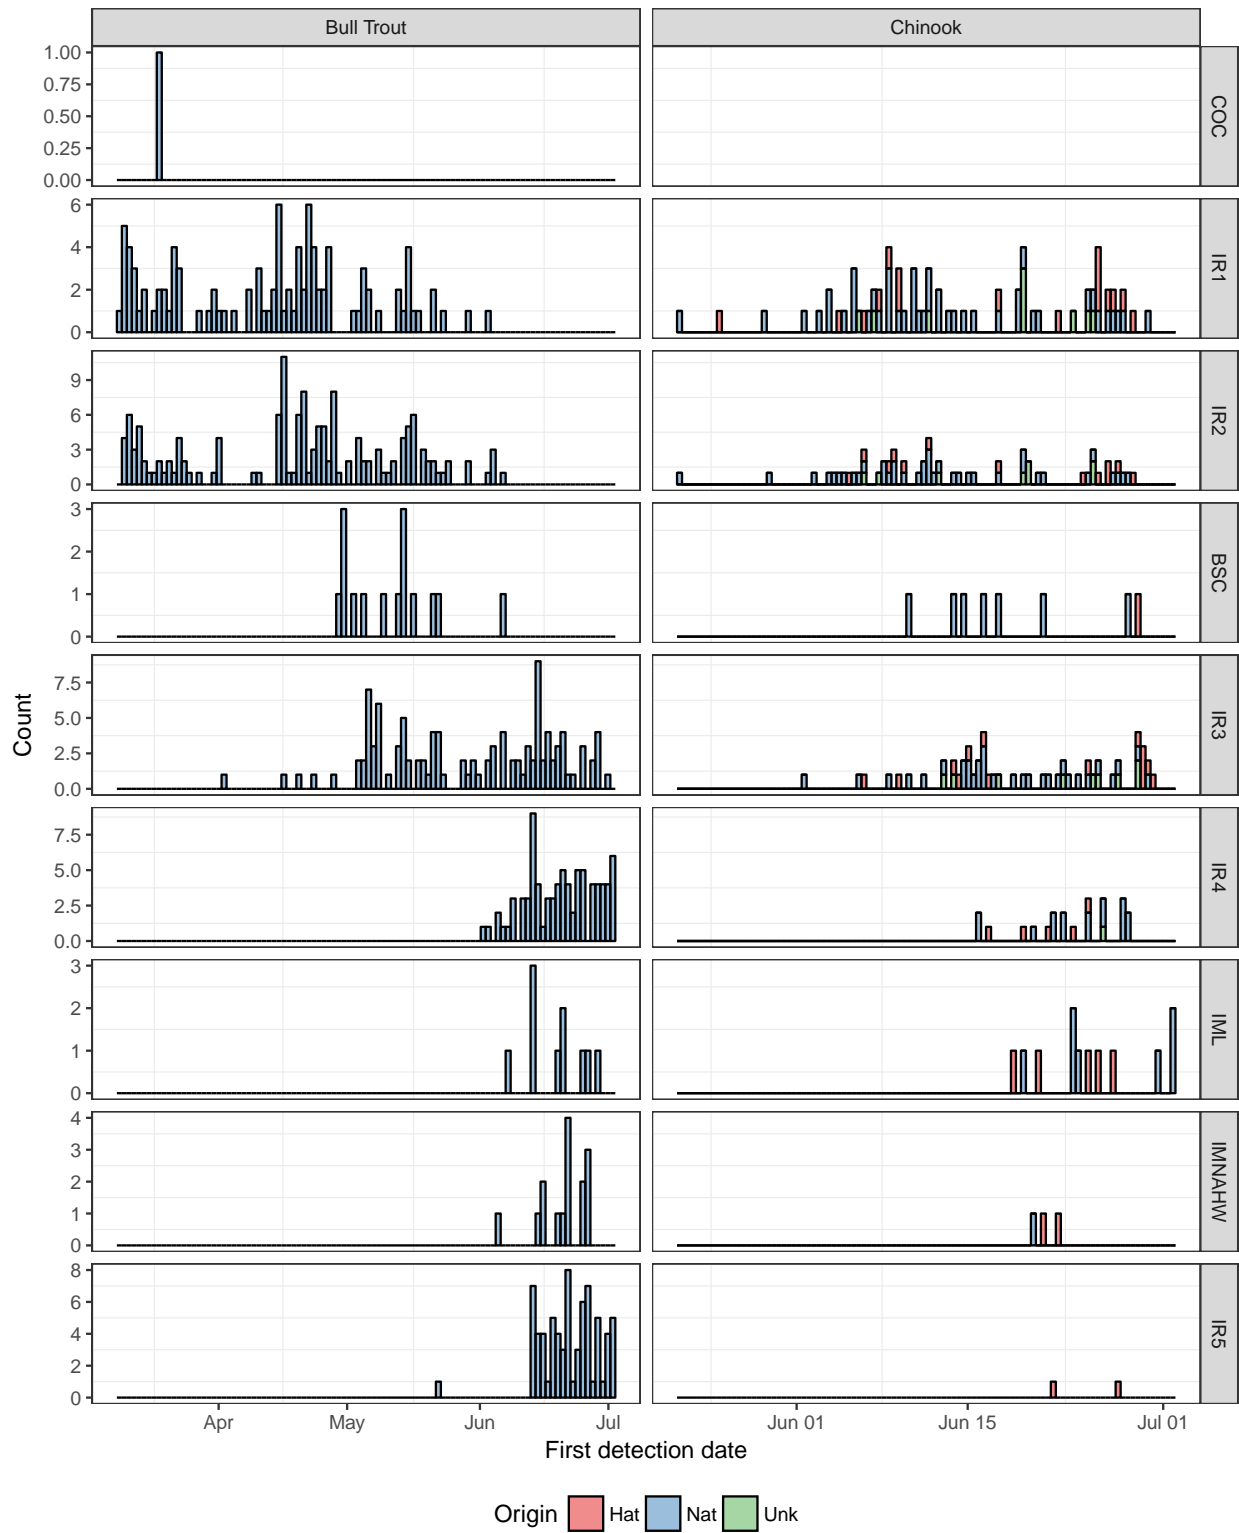 Bull Trout
Chinook
1.00
0.75
0.50
0.25
0.00
COC
6
4
2
0
IR1
9
6
3
0
IR2
3
2
1
0
BSC
7.5
5.0
2.5
0.0
IR3
7.5
5.0
2.5
0.0
IR4
3
2
1
0
IML
4
3
2
1
0
IMNAHW
8
6
4
2
0
IR5
Count
Apr May Jun Jul
Jun 01 Jun 15 Jul 01
First detection date
Origin Hat Nat Unk